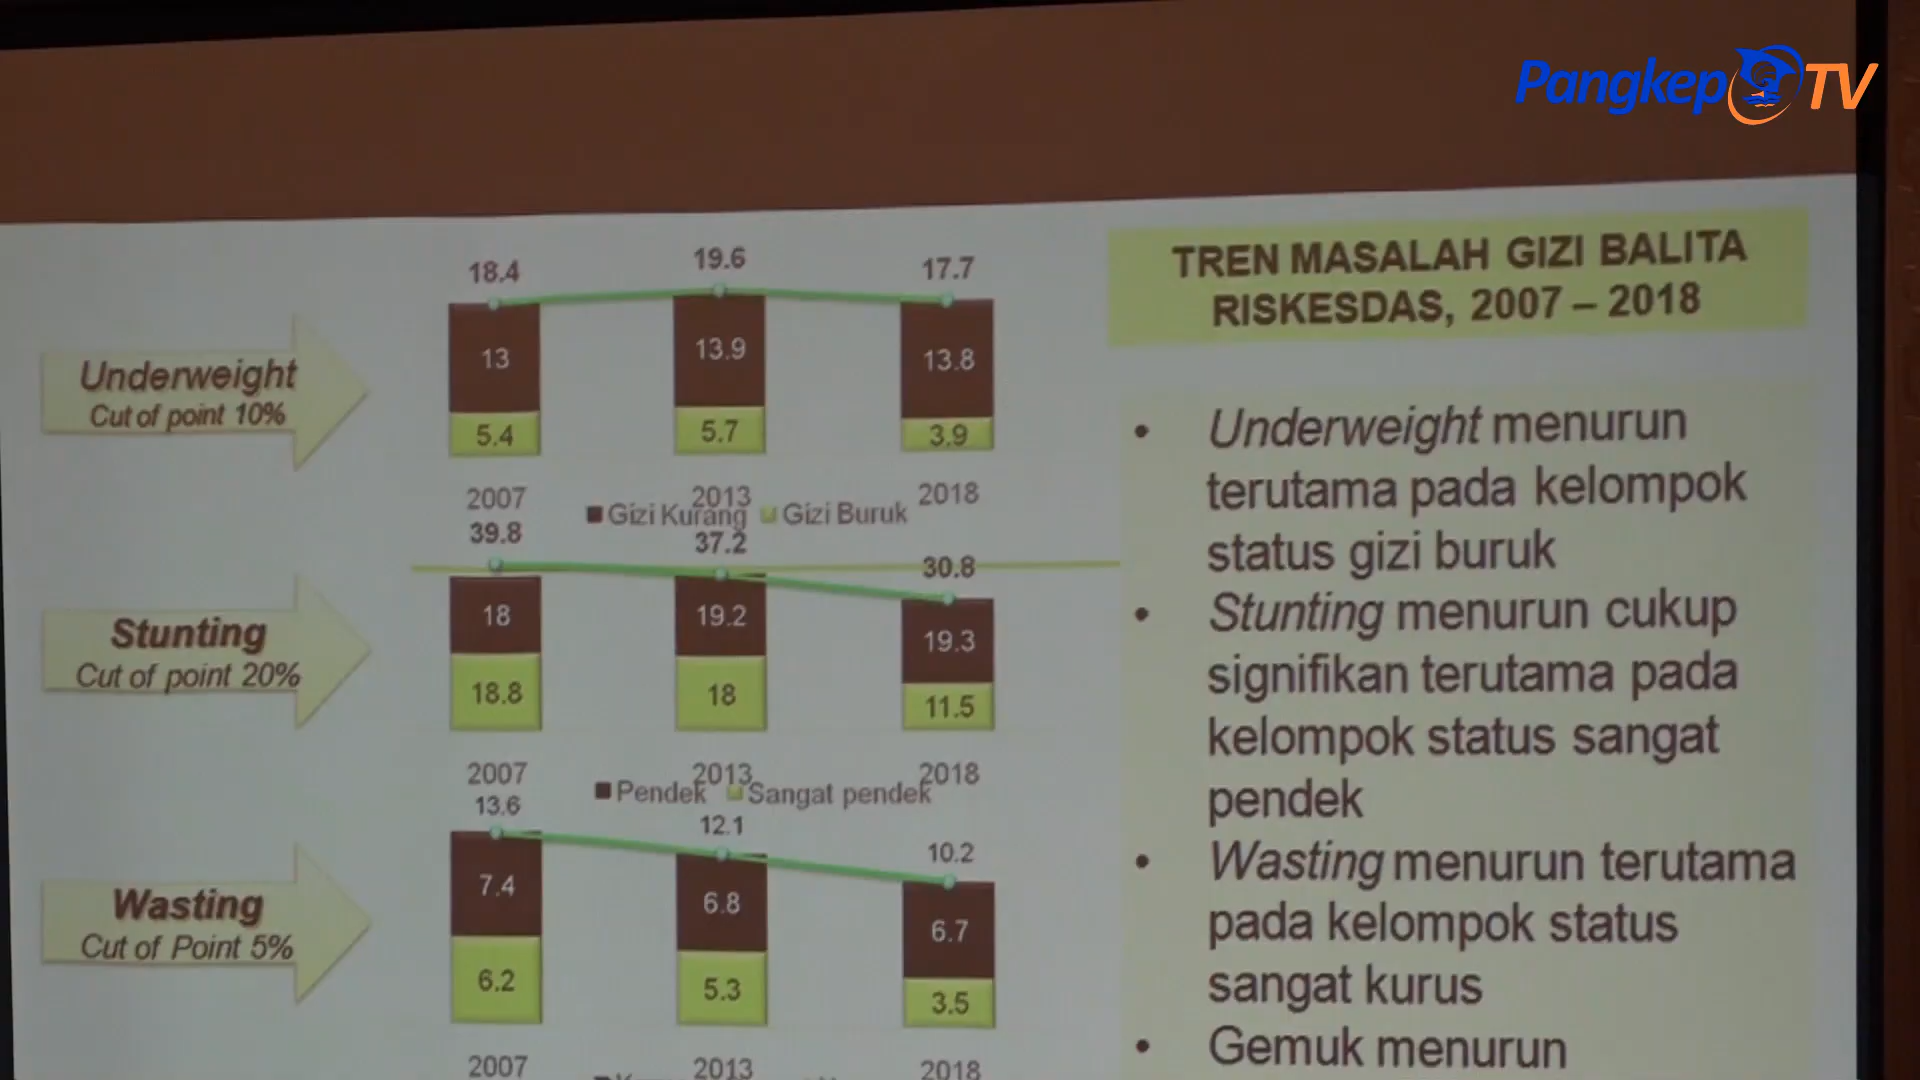 Pangkep TV
TREN MASALAH GIZI BALITA
RISKESDAS, 2007 – 2018
Underweight
Cut of point 10%
18.4 19.6 17.7
13 13.9 13.8
5.4 5.7 3.9
2007 2013 2018
Gizi Kurang Gizi Buruk
Stunting
Cut of point 20%
39.8 37.2 30.8
18 19.2 19.3
18.8 18 11.5
2007 2013 2018
Pendek Sangat pendek
Wasting
Cut of Point 5%
13.6 12.1 10.2
7.4 6.8 6.7
6.2 5.3 3.5
2007 2013 2018
• Underweight menurun
terutama pada kelompok
status gizi buruk
• Stunting menurun cukup
signifikan terutama pada
kelompok status sangat
pendek
• Wasting menurun terutama
pada kelompok status
sangat kurus
• Gemuk menurun